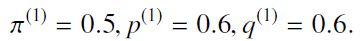 π⁽¹⁾ = 0.5, p⁽¹⁾ = 0.6, q⁽¹⁾ = 0.6.